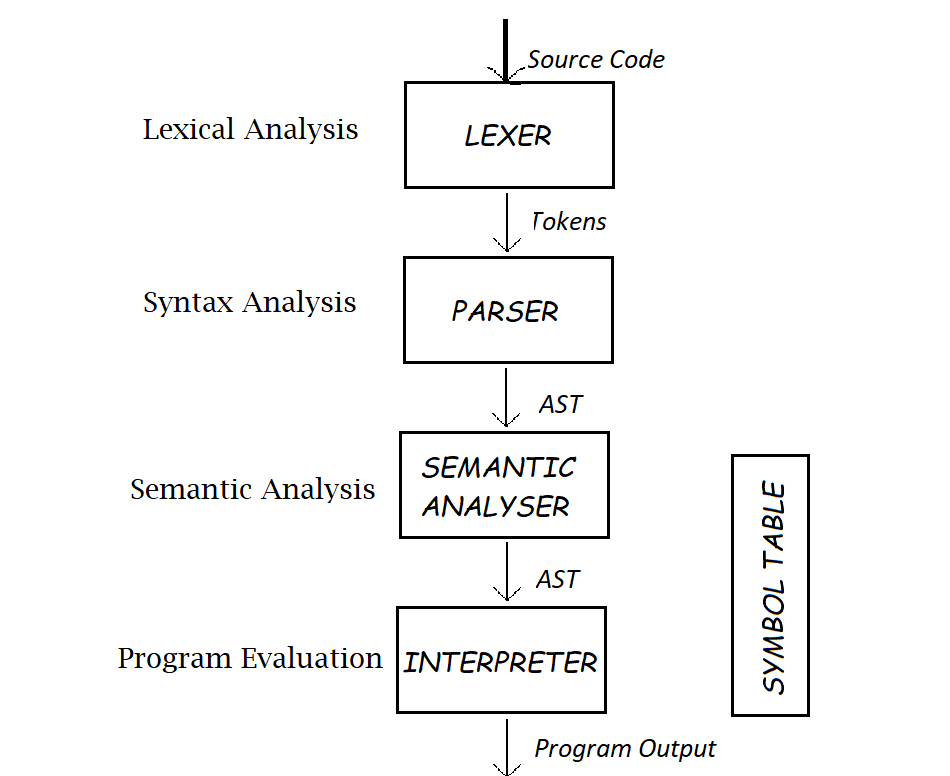 Source Code
Lexical Analysis
LEXER
Tokens
Syntax Analysis
PARSER
AST
Semantic Analysis
SEMANTIC
ANALYSER
SYMBOL TABLE
AST
Program Evaluation
INTERPRETER
Program Output